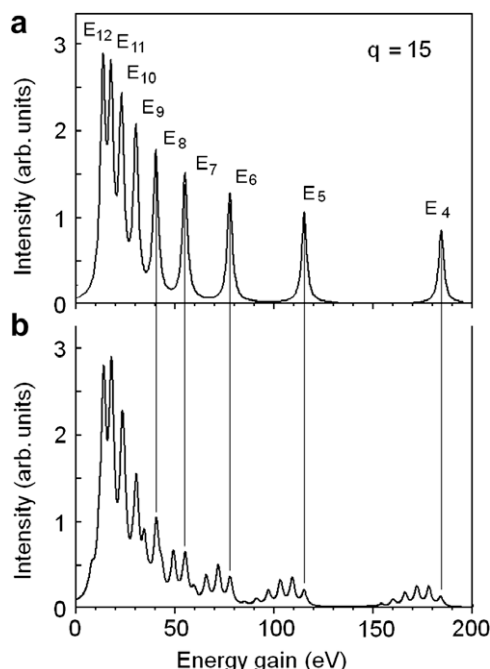 a
E₁₂
E₁₁
E₁₀
E₉
E₈
E₇
E₆
E₅
E₄
q = 15
Intensity (arb. units)
3
2
1
0
b
Intensity (arb. units)
3
2
1
0
0 50 100 150 200
Energy gain (eV)